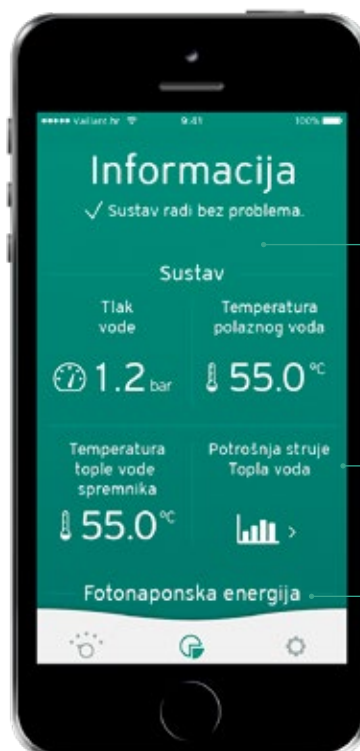 Vaillant.hr 9:41 100%
Informacija
✓ Sustav radi bez problema.
Sustav
Tlak
vode
1.2 bar
Temperatura
polaznog voda
55.0 °C
Temperatura
tople vode
spremnika
55.0 °C
Potrošnja struje
Topla voda
Fotonaponska energija